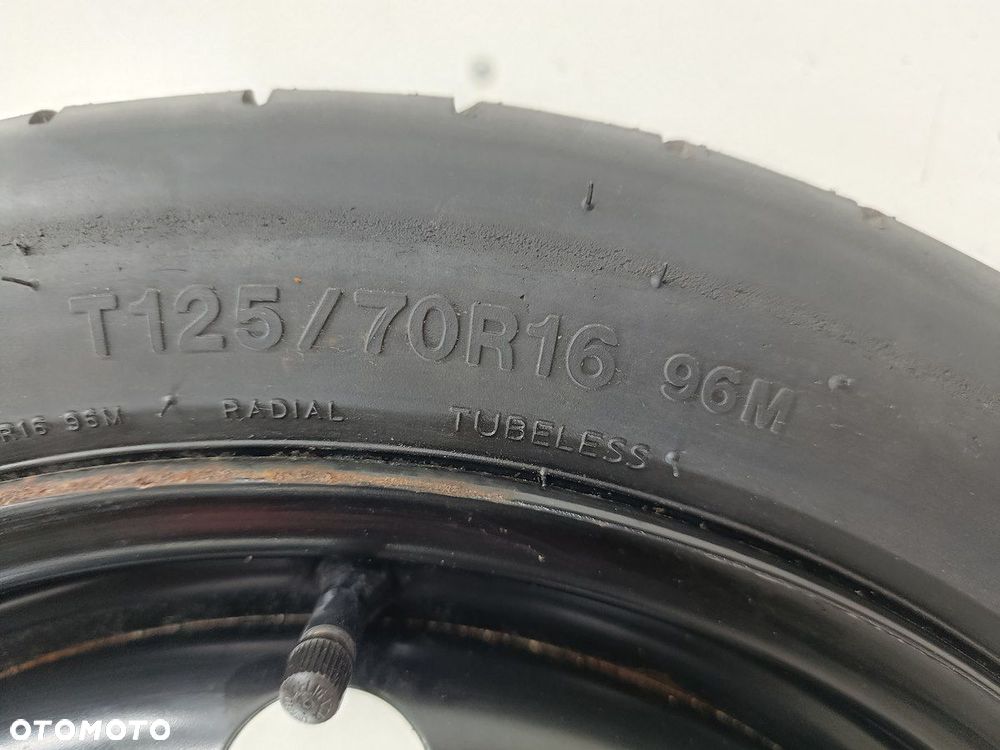 T125/70R16 96M
R16 96M RADIAL TUBELESS
OTOMOTO